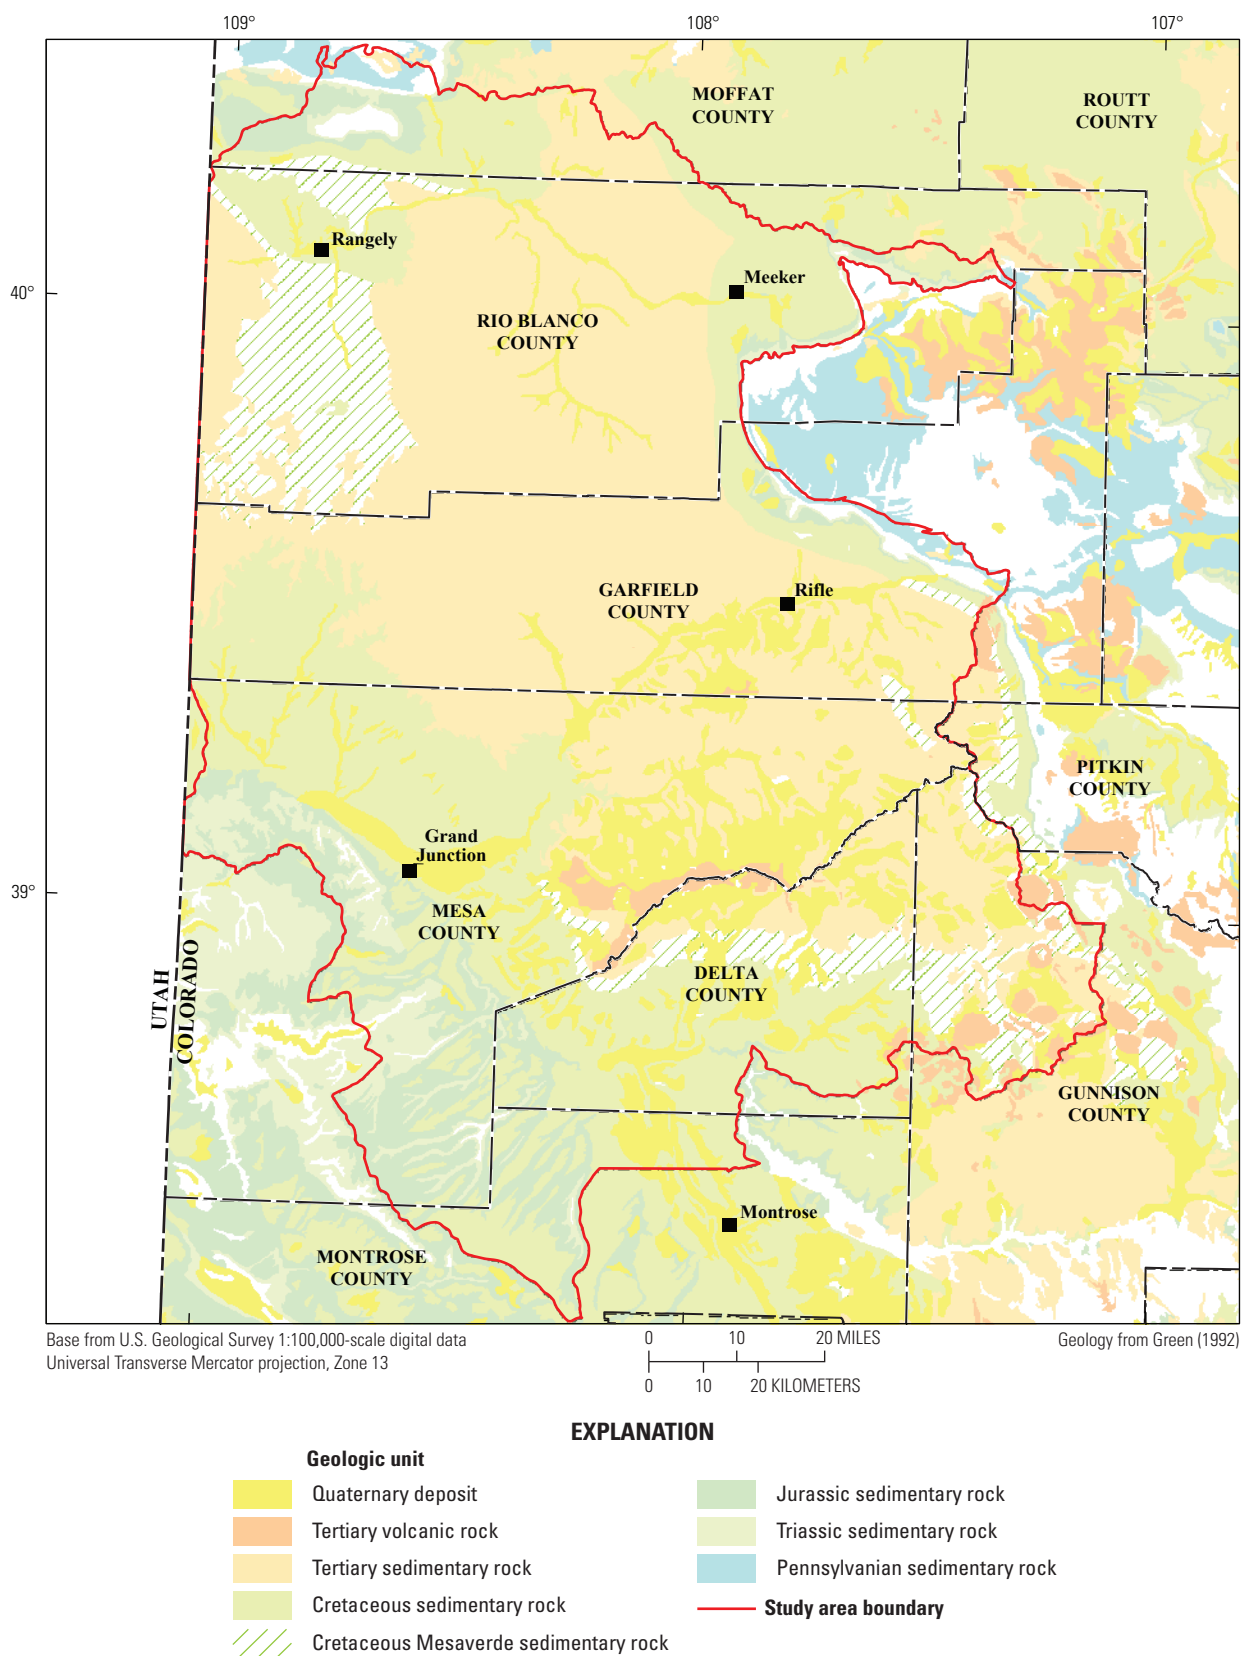 109°
108°
107°
MOFFAT
COUNTY
ROUTT
COUNTY
Rangely
Meeker
40°
RIO BLANCO
COUNTY
GARFIELD
COUNTY
Rifle
PITKIN
COUNTY
Grand
Junction
39°
MESA
COUNTY
UTAH
COLORADO
DELTA
COUNTY
GUNNISON
COUNTY
Montrose
MONTROSE
COUNTY
Base from U.S. Geological Survey 1:100,000-scale digital data
Universal Transverse Mercator projection, Zone 13
0 10 20 MILES
0 10 20 KILOMETERS
Geology from Green (1992)
EXPLANATION
Geologic unit
Quaternary deposit
Tertiary volcanic rock
Tertiary sedimentary rock
Cretaceous sedimentary rock
Cretaceous Mesaverde sedimentary rock
Jurassic sedimentary rock
Triassic sedimentary rock
Pennsylvanian sedimentary rock
Study area boundary